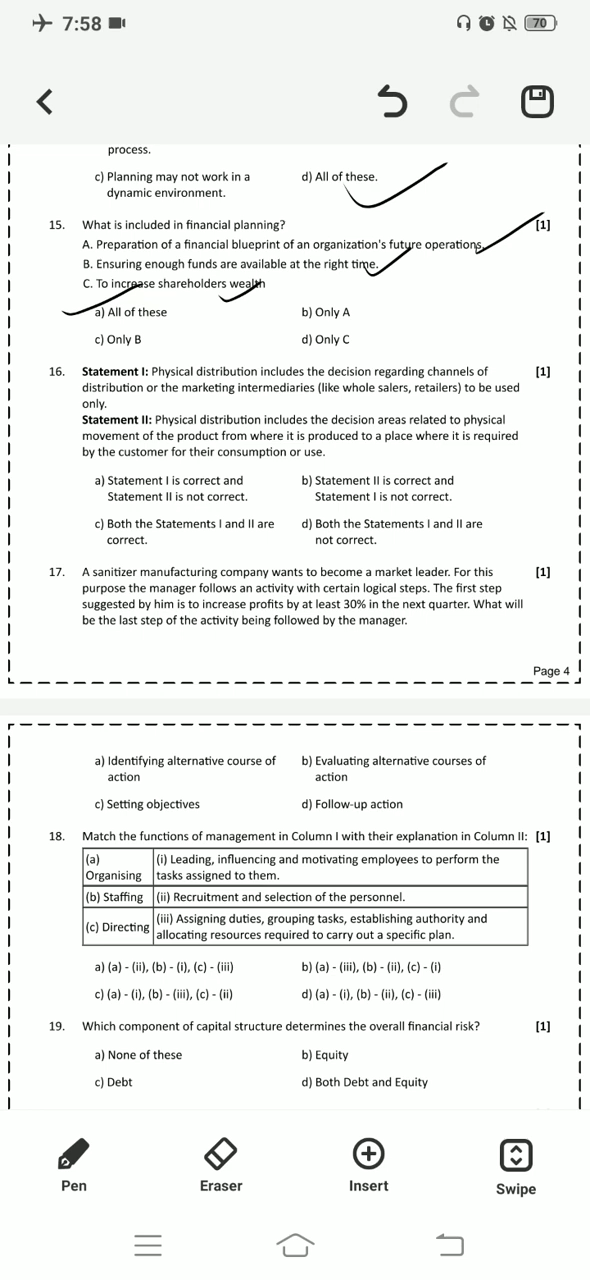 7:58
70
process.
c) Planning may not work in a d) All of these.
dynamic environment.
15. What is included in financial planning? [1]
A. Preparation of a financial blueprint of an organization's future operations.
B. Ensuring enough funds are available at the right time.
C. To increase shareholders wealth
a) All of these b) Only A
c) Only B d) Only C
16. Statement I: Physical distribution includes the decision regarding channels of [1]
distribution or the marketing intermediaries (like whole salers, retailers) to be used
only.
Statement II: Physical distribution includes the decision areas related to physical
movement of the product from where it is produced to a place where it is required
by the customer for their consumption or use.
a) Statement I is correct and b) Statement II is correct and
Statement II is not correct. Statement I is not correct.
c) Both the Statements I and II are d) Both the Statements I and II are
correct. not correct.
17. A sanitizer manufacturing company wants to become a market leader. For this [1]
purpose the manager follows an activity with certain logical steps. The first step
suggested by him is to increase profits by at least 30% in the next quarter. What will
be the last step of the activity being followed by the manager.
Page 4
a) Identifying alternative course of b) Evaluating alternative courses of
action action
c) Setting objectives d) Follow-up action
18. Match the functions of management in Column I with their explanation in Column II: [1]
(a) (i) Leading, influencing and motivating employees to perform the
Organising tasks assigned to them.
(b) Staffing (ii) Recruitment and selection of the personnel.
(c) Directing (iii) Assigning duties, grouping tasks, establishing authority and
allocating resources required to carry out a specific plan.
a) (a) - (ii), (b) - (i), (c) - (iii) b) (a) - (iii), (b) - (ii), (c) - (i)
c) (a) - (i), (b) - (iii), (c) - (ii) d) (a) - (i), (b) - (ii), (c) - (iii)
19. Which component of capital structure determines the overall financial risk? [1]
a) None of these b) Equity
c) Debt d) Both Debt and Equity
Pen Eraser Insert Swipe